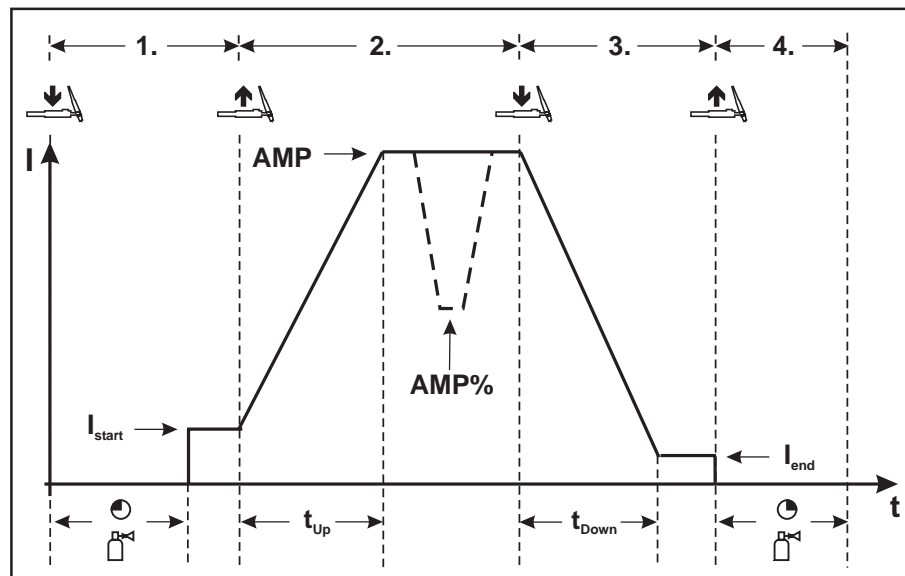 1. 2. 3. 4.
I
AMP
AMP%
Istart
Iend
t
tUp
tDown